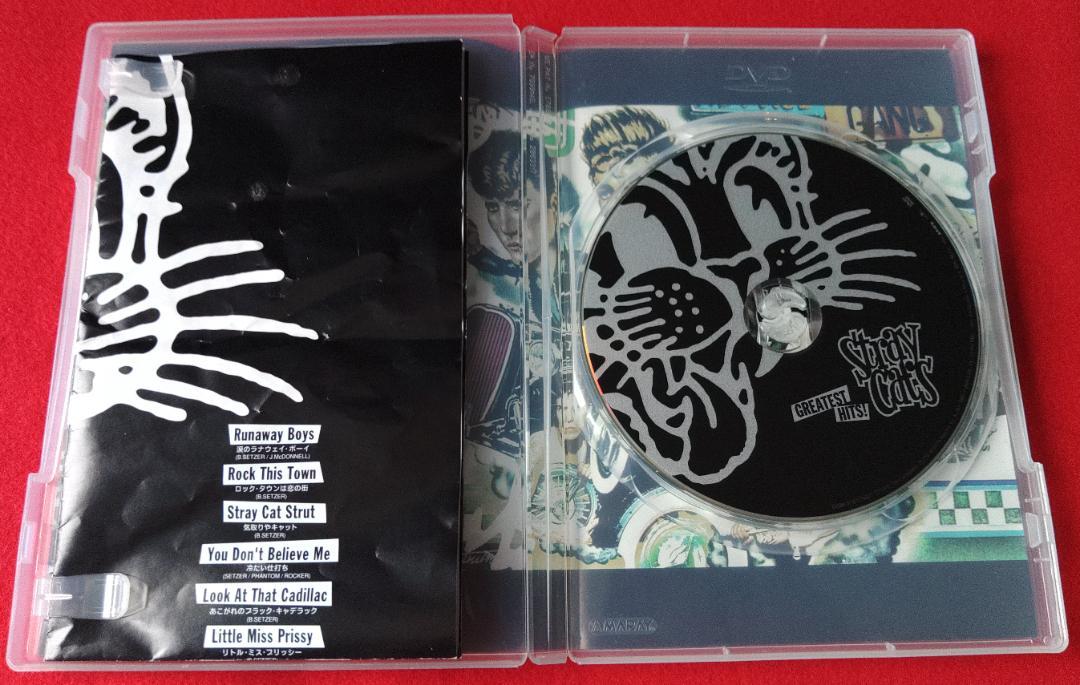 Runaway Boys
涙のラナウェイ・ボーイ
(B.SETZER / J.McDONNELL)
Rock This Town
ロック・タウンは恋の街
(B.SETZER)
Stray Cat Strut
気取りやキャット
(B.SETZER)
You Don't Believe Me
冷たい仕打ち
(SETZER / PHANTOM / ROCKER)
Look At That Cadillac
あこがれのブラック・キャデラック
(B.SETZER)
Little Miss Prissy
リトル・ミス・プリッシー
DVD
GANG
Stray
Cats
GREATEST
HITS!
AMARAY